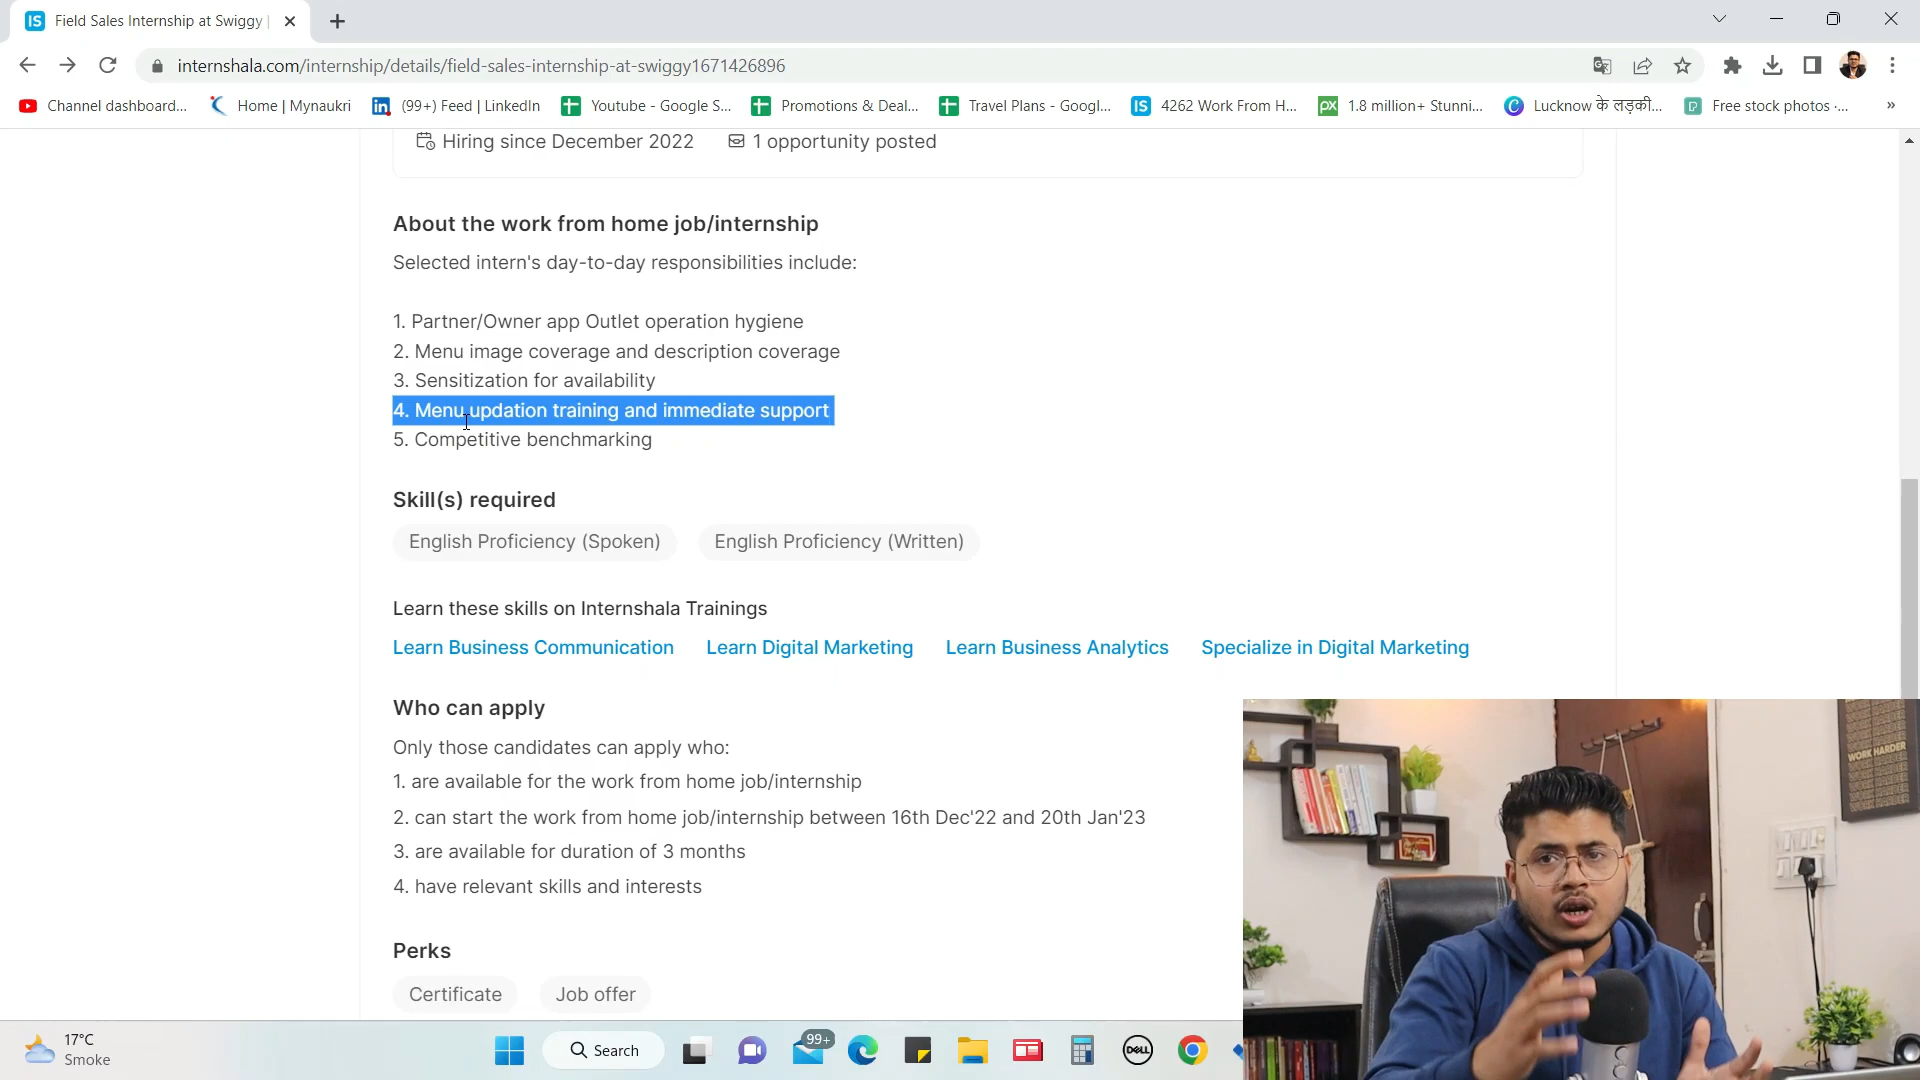 Field Sales Internship at Swiggy |
internshala.com/internship/details/field-sales-internship-at-swiggy1671426896
Channel dashboard...
Home | Mynaukri
(99+) Feed | LinkedIn
Youtube - Google S...
Promotions & Deal...
Travel Plans - Googl...
4262 Work From H...
1.8 million+ Stunni...
Lucknow के लड़की...
Free stock photos -...
»
Hiring since December 2022
1 opportunity posted
About the work from home job/internship
Selected intern's day-to-day responsibilities include:
1. Partner/Owner app Outlet operation hygiene
2. Menu image coverage and description coverage
3. Sensitization for availability
4. Menu updation training and immediate support
5. Competitive benchmarking
Skill(s) required
English Proficiency (Spoken)
English Proficiency (Written)
Learn these skills on Internshala Trainings
Learn Business Communication
Learn Digital Marketing
Learn Business Analytics
Specialize in Digital Marketing
Who can apply
Only those candidates can apply who:
1. are available for the work from home job/internship
2. can start the work from home job/internship between 16th Dec'22 and 20th Jan'23
3. are available for duration of 3 months
4. have relevant skills and interests
Perks
Certificate
Job offer
WORK HARDER
17°C
Smoke
Search
99+
DELL